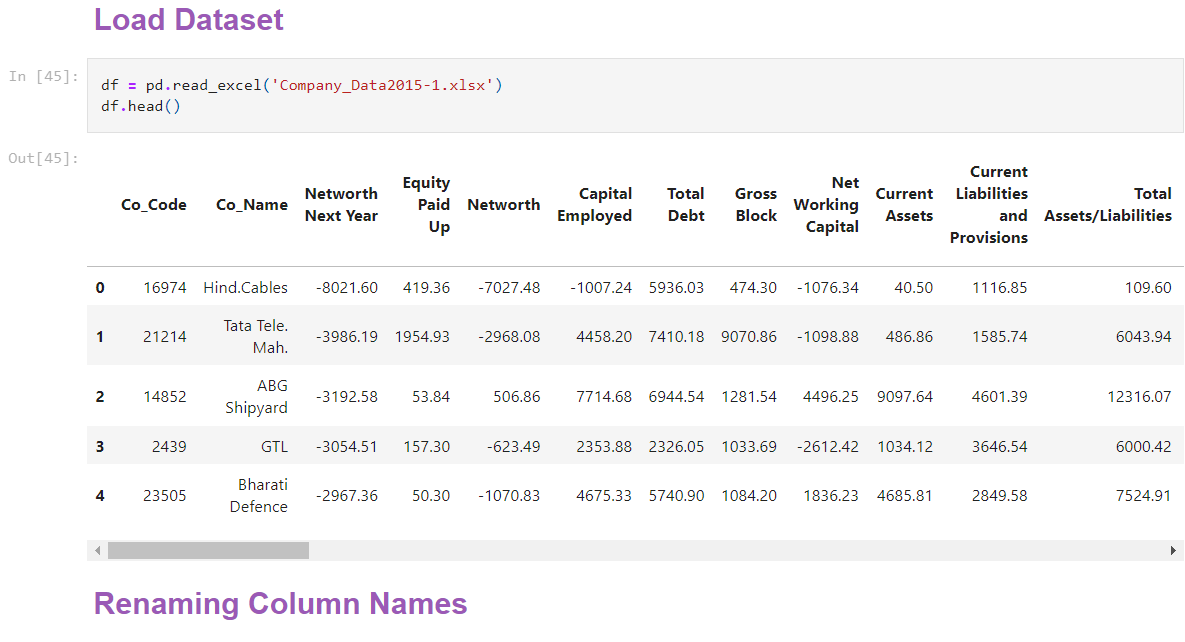 Load Dataset
In [45]:
df = pd.read_excel('Company_Data2015-1.xlsx')
df.head()
Out[45]:
Co_Code Co_Name Networth Next Year Equity Paid Up Networth Capital Employed Total Debt Gross Block Net Working Capital Current Assets Current Liabilities and Provisions Total Assets/Liabilities
0 16974 Hind.Cables -8021.60 419.36 -7027.48 -1007.24 5936.03 474.30 -1076.34 40.50 1116.85 109.60
1 21214 Tata Tele. Mah. -3986.19 1954.93 -2968.08 4458.20 7410.18 9070.86 -1098.88 486.86 1585.74 6043.94
2 14852 ABG Shipyard -3192.58 53.84 506.86 7714.68 6944.54 1281.54 4496.25 9097.64 4601.39 12316.07
3 2439 GTL -3054.51 157.30 -623.49 2353.88 2326.05 1033.69 -2612.42 1034.12 3646.54 6000.42
4 23505 Bharati Defence -2967.36 50.30 -1070.83 4675.33 5740.90 1084.20 1836.23 4685.81 2849.58 7524.91
Renaming Column Names